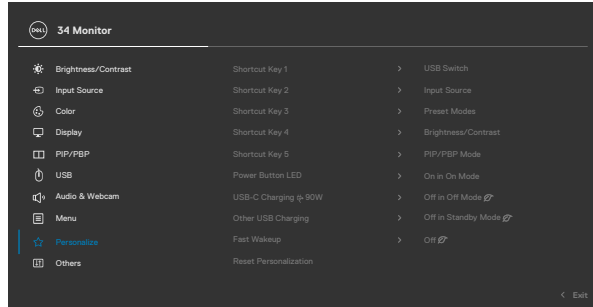 DELL 34 Monitor
Brightness/Contrast Shortcut Key 1 > USB Switch
Input Source Shortcut Key 2 > Input Source
Color Shortcut Key 3 > Preset Modes
Display Shortcut Key 4 > Brightness/Contrast
PIP/PBP Shortcut Key 5 > PIP/PBP Mode
USB Power Button LED > On in On Mode
Audio & Webcam USB-C Charging 90W > Off in Off Mode
Menu Other USB Charging > Off in Standby Mode
Personalize Fast Wakeup > Off
Others Reset Personalization
< Exit